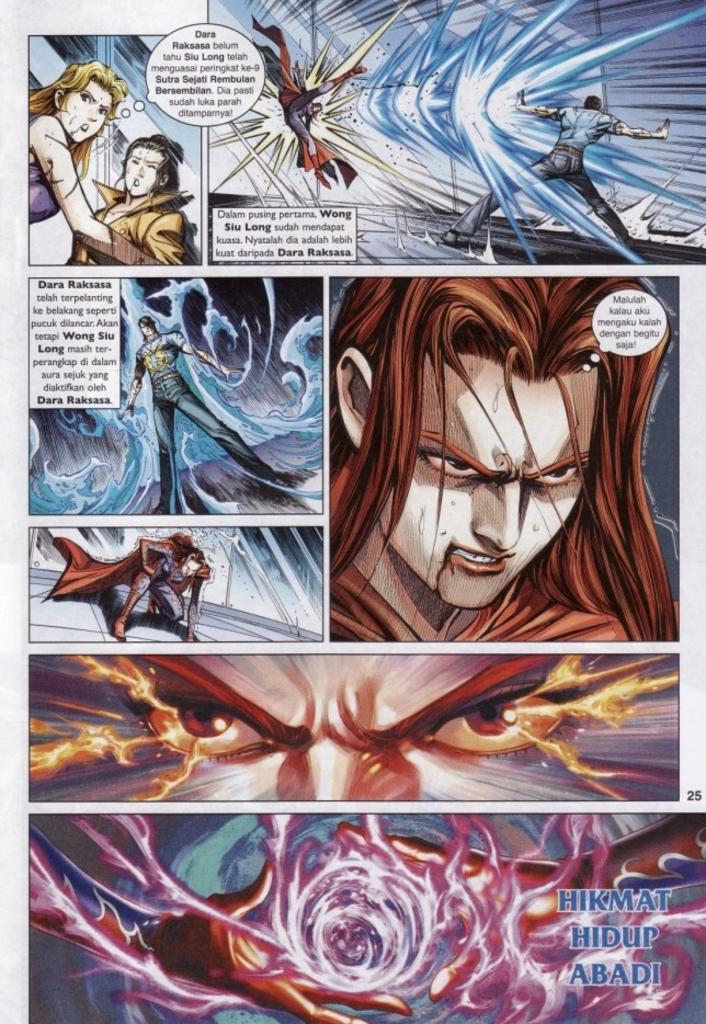 Dara
Raksasa belum
tahu Siu Long telah
menguasai peringkat ke-9
Sutra Sejati Rembulan
Bersembilan. Dia pasti
sudah luka parah
ditamparnya!
Dalam pusing pertama, Wong
Siu Long sudah mendapat
kuasa. Nyatalah dia adalah lebih
kuat daripada Dara Raksasa.
Dara Raksasa
telah terpelanting
ke belakang seperti
pucuk dilancar. Akan
tetapi Wong Siu
Long masih ter-
perangkap di dalam
aura sejuk yang
diaktifkan oleh
Dara Raksasa.
Malulah
kalau aku
mengaku kalah
dengan begitu
saja!
25
HIKMAT
HIDUP
ABADI